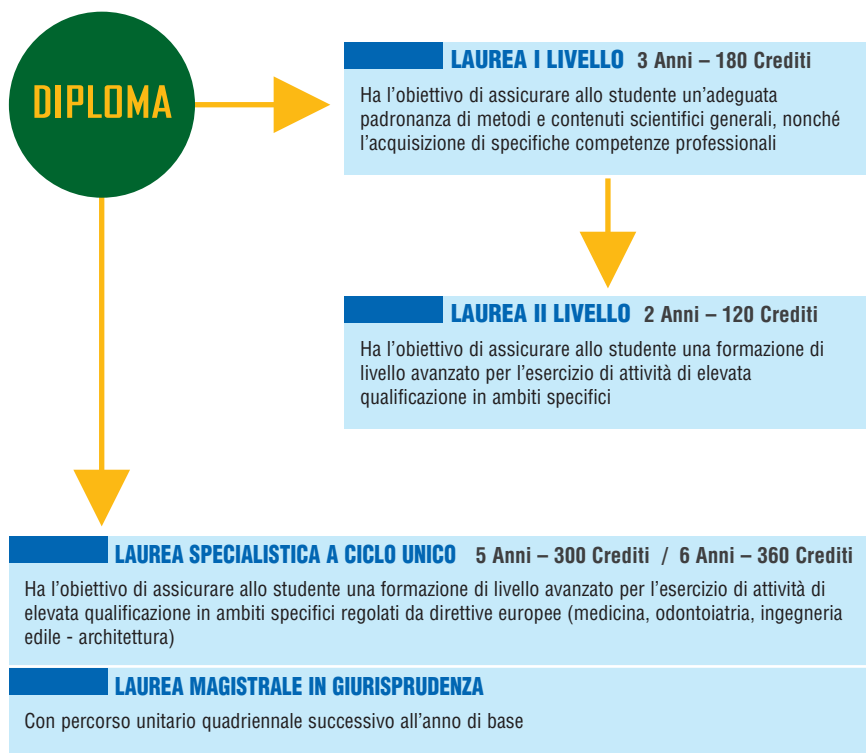 DIPLOMA
LAUREA I LIVELLO 3 Anni – 180 Crediti
Ha l’obiettivo di assicurare allo studente un’adeguata
padronanza di metodi e contenuti scientifici generali, nonché
l’acquisizione di specifiche competenze professionali
LAUREA II LIVELLO 2 Anni – 120 Crediti
Ha l’obiettivo di assicurare allo studente una formazione di
livello avanzato per l’esercizio di attività di elevata
qualificazione in ambiti specifici
LAUREA SPECIALISTICA A CICLO UNICO 5 Anni – 300 Crediti / 6 Anni – 360 Crediti
Ha l’obiettivo di assicurare allo studente una formazione di livello avanzato per l’esercizio di attività di
elevata qualificazione in ambiti specifici regolati da direttive europee (medicina, odontoiatria, ingegneria
edile - architettura)
LAUREA MAGISTRALE IN GIURISPRUDENZA
Con percorso unitario quadriennale successivo all’anno di base